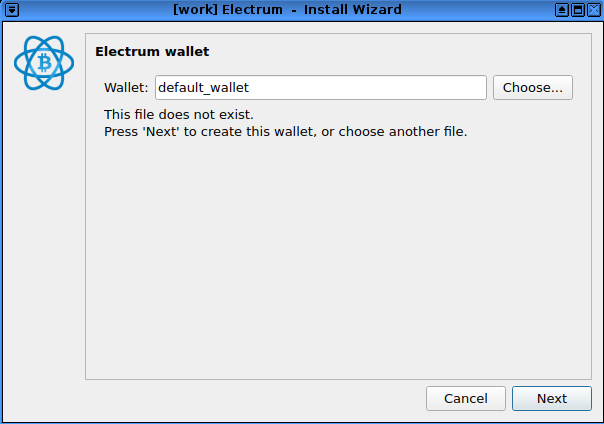 [work] Electrum - Install Wizard
Electrum wallet
Wallet: default_wallet Choose...
This file does not exist.
Press 'Next' to create this wallet, or choose another file.
Cancel Next